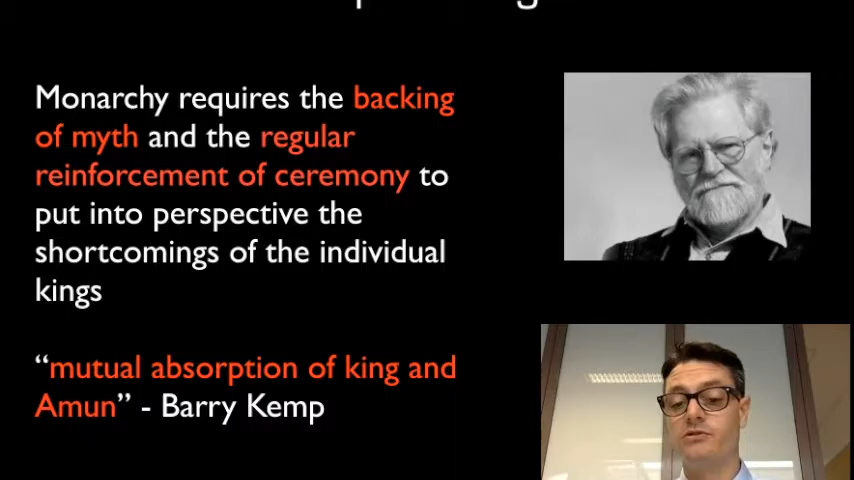 Monarchy requires the backing
of myth and the regular
reinforcement of ceremony to
put into perspective the
shortcomings of the individual
kings
“mutual absorption of king and
Amun” - Barry Kemp